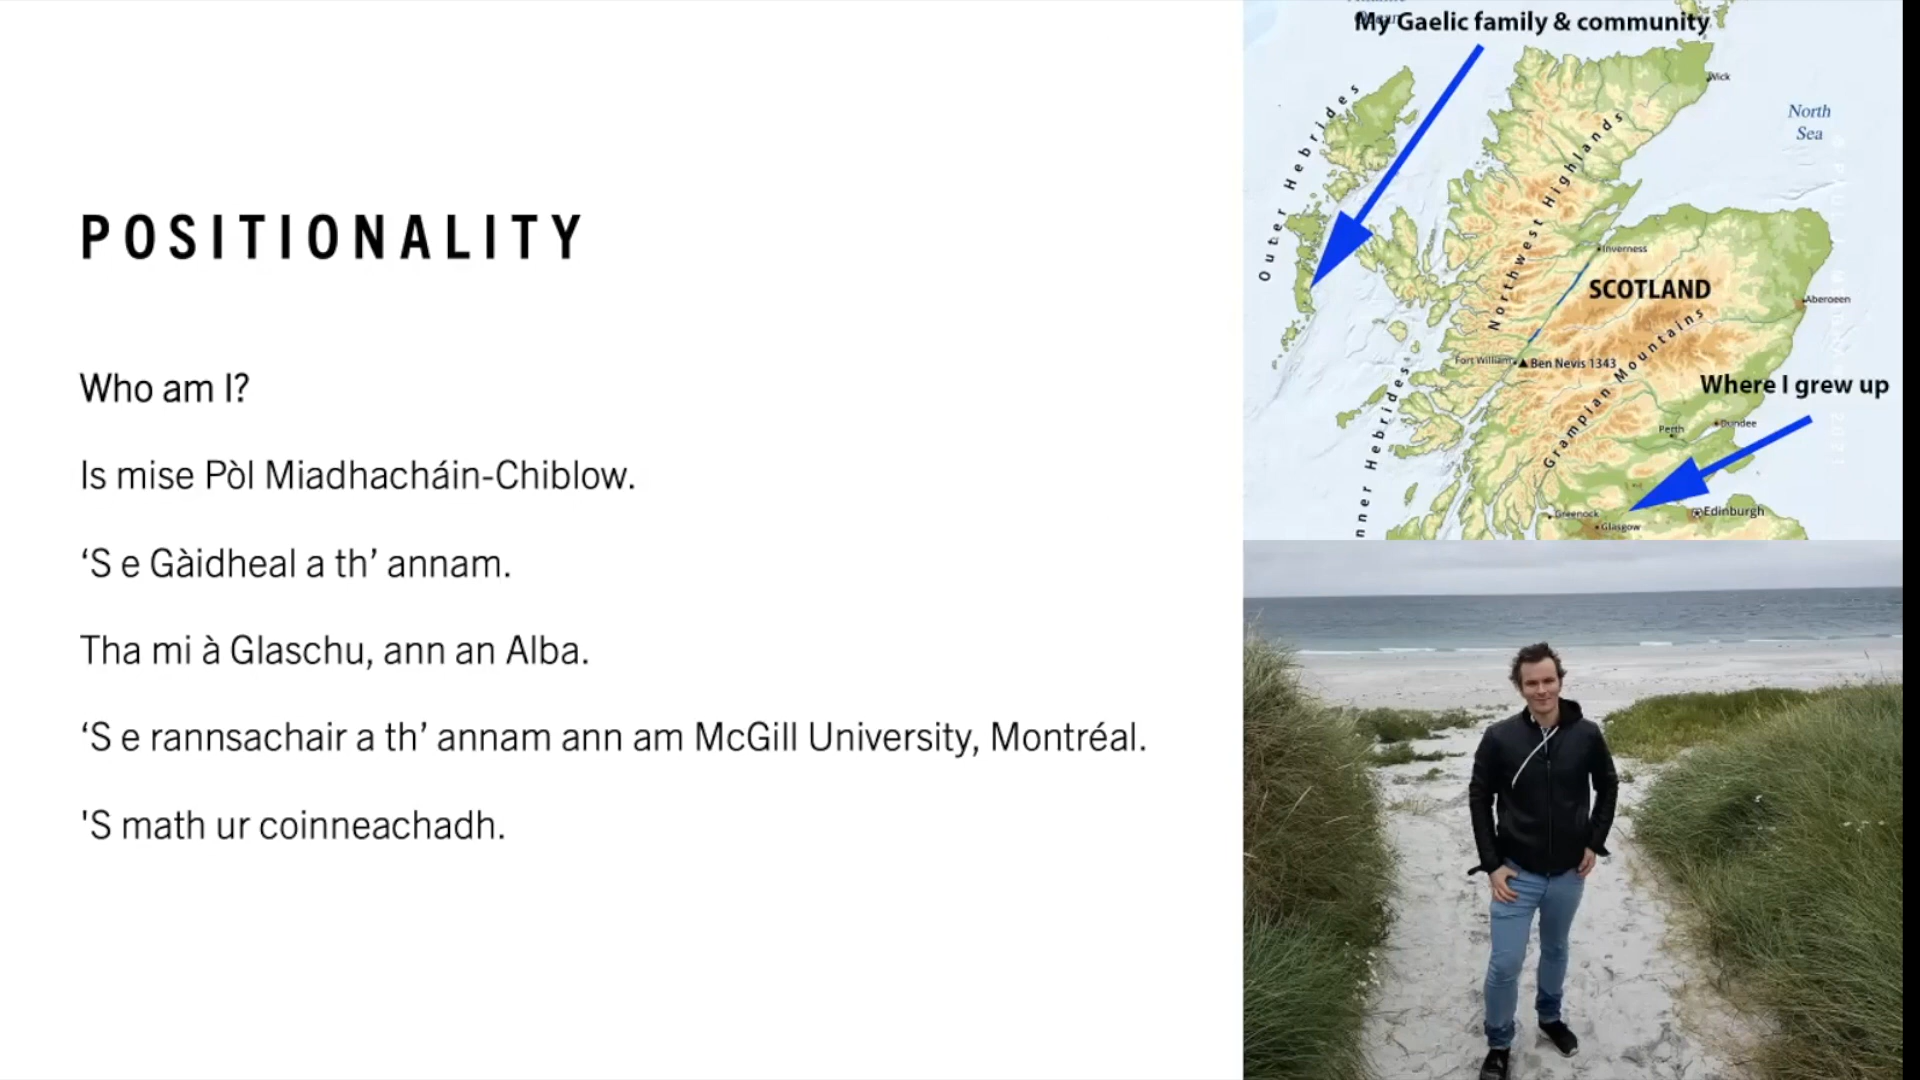 POSITIONALITY
Who am I?
Is mise Pòl Miadhacháin-Chiblow.
‘S e Gàidheal a th’ annam.
Tha mi à Glaschu, ann an Alba.
‘S e rannsachair a th’ annam ann am McGill University, Montréal.
'S math ur coinneachadh.
My Gaelic family & community
Wick
Outer Hebrides
North
Sea
Northwest Highlands
Inverness
SCOTLAND
Aberdeen
Fort William
Ben Nevis 1343
Grampian Mountains
Where I grew up
Perth
Dundee
Inner Hebrides
Greenock
Glasgow
Edinburgh